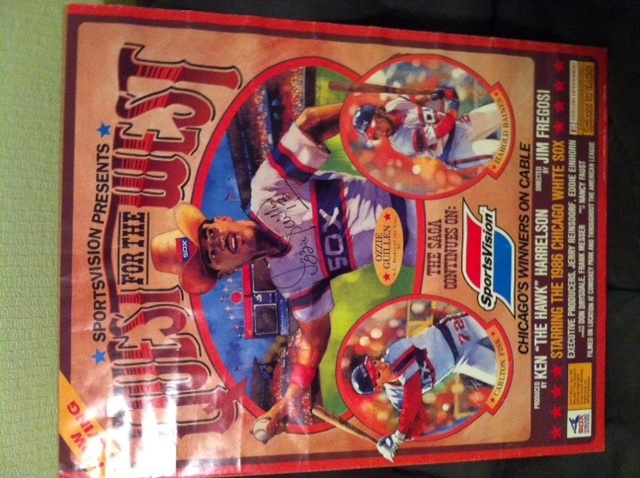 SPORTSVISION PRESENTS
QUEST
FOR THE
WEST
SOX
SOX
OZZIE
GUILLEN
HAROLD BAINES
THE SAGA
CONTINUES ON:
SportsVision
CHICAGO'S WINNERS ON CABLE
72
CARLTON FISK
PRODUCED
BY KEN "THE HAWK" HARRELSON DIRECTED
BY JIM FREGOSI
STARRING THE 1986 CHICAGO WHITE SOX
EXECUTIVE PRODUCERS, JERRY REINSDORF, EDDIE EINHORN
DON DRYSDALE, FRANK MESSER NANCY FAUST
FILMED ON LOCATION AT COMISKEY PARK AND THROUGHOUT THE AMERICAN LEAGUE